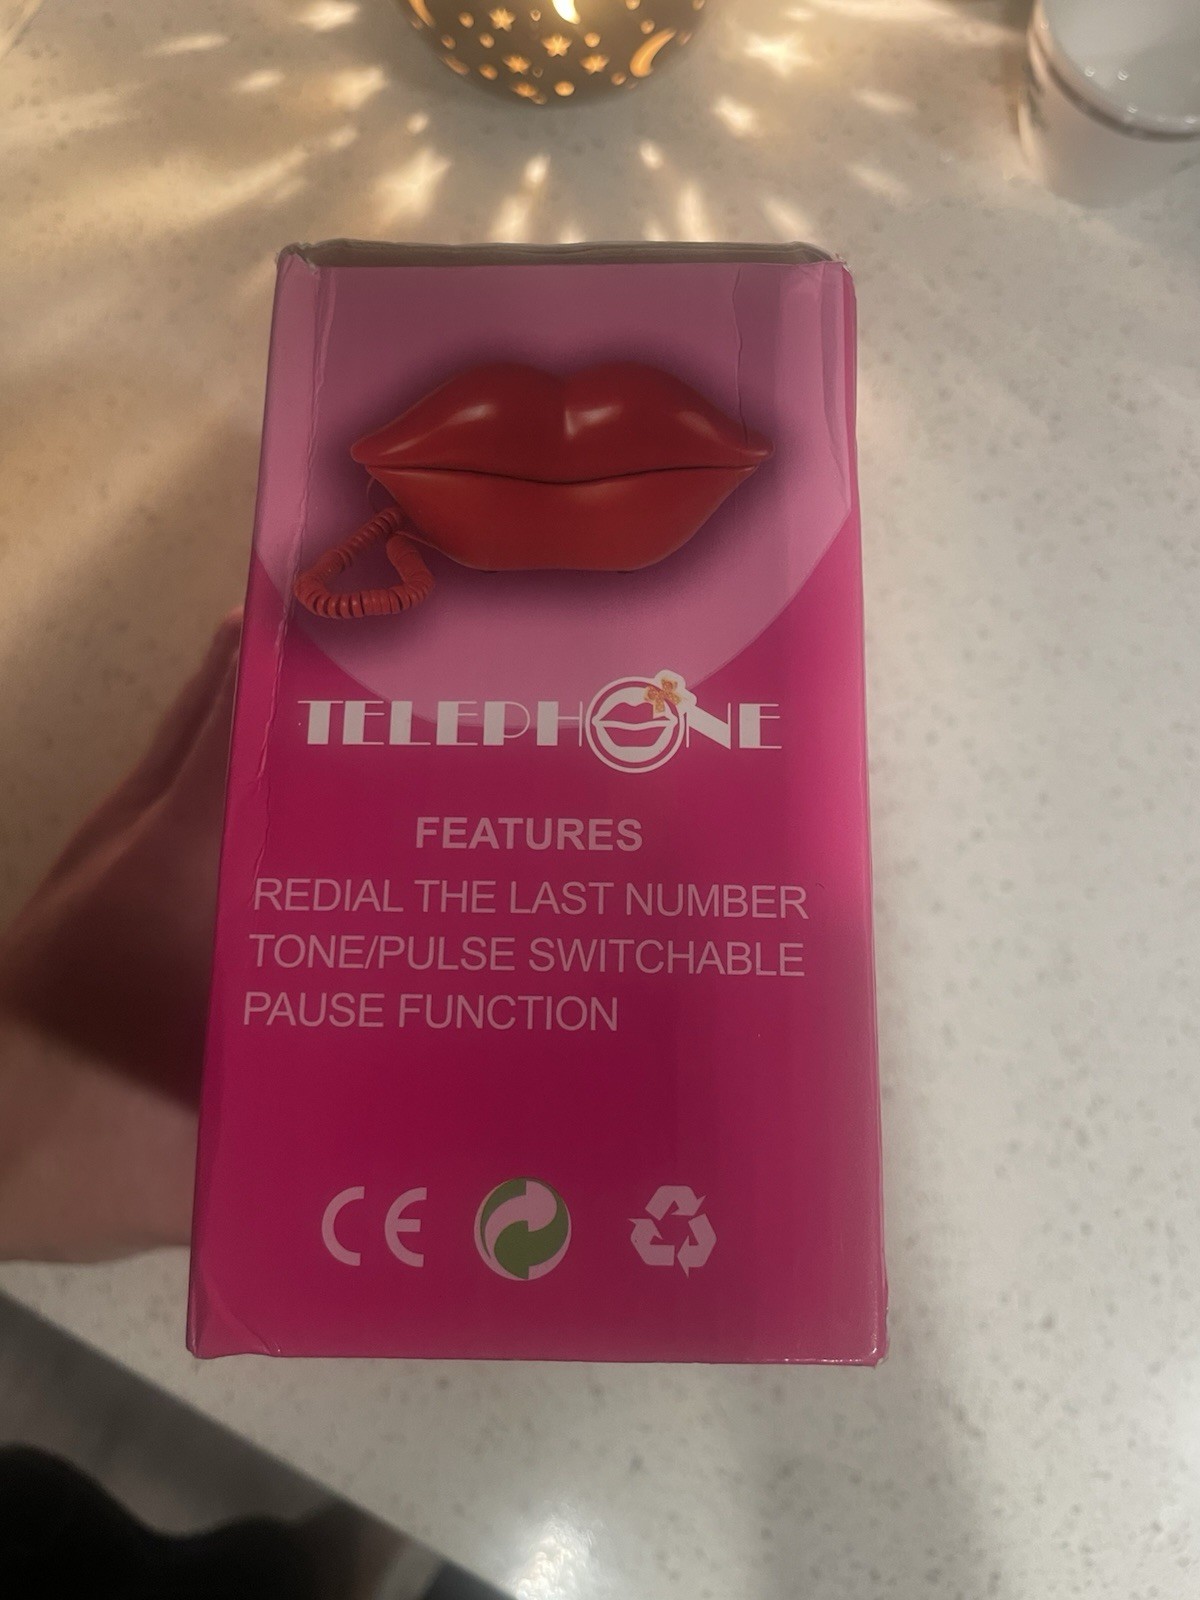 TELEPHONE
FEATURES
REDIAL THE LAST NUMBER
TONE/PULSE SWITCHABLE
PAUSE FUNCTION
CE